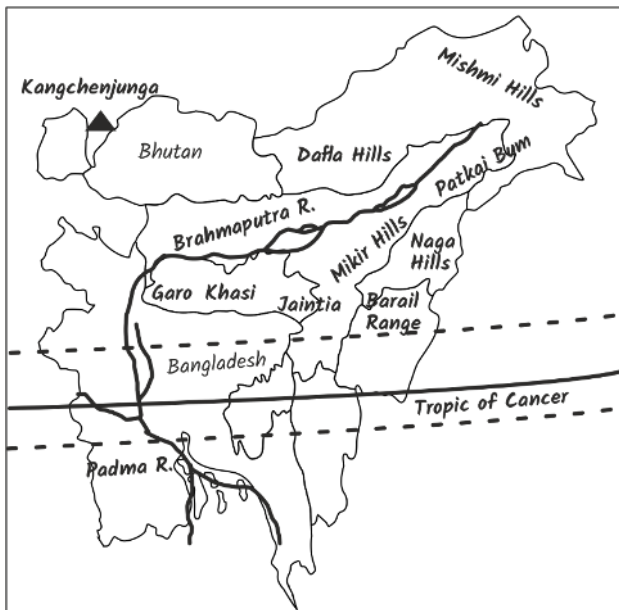 Mishmi Hills
Kangchenjunga
Bhutan
Dafla Hills
Patkai Bum
Brahmaputra R.
Mikir Hills
Naga
Hills
Garo Khasi
Jaintia
Barail
Range
Bangladesh
Tropic of Cancer
Padma R.